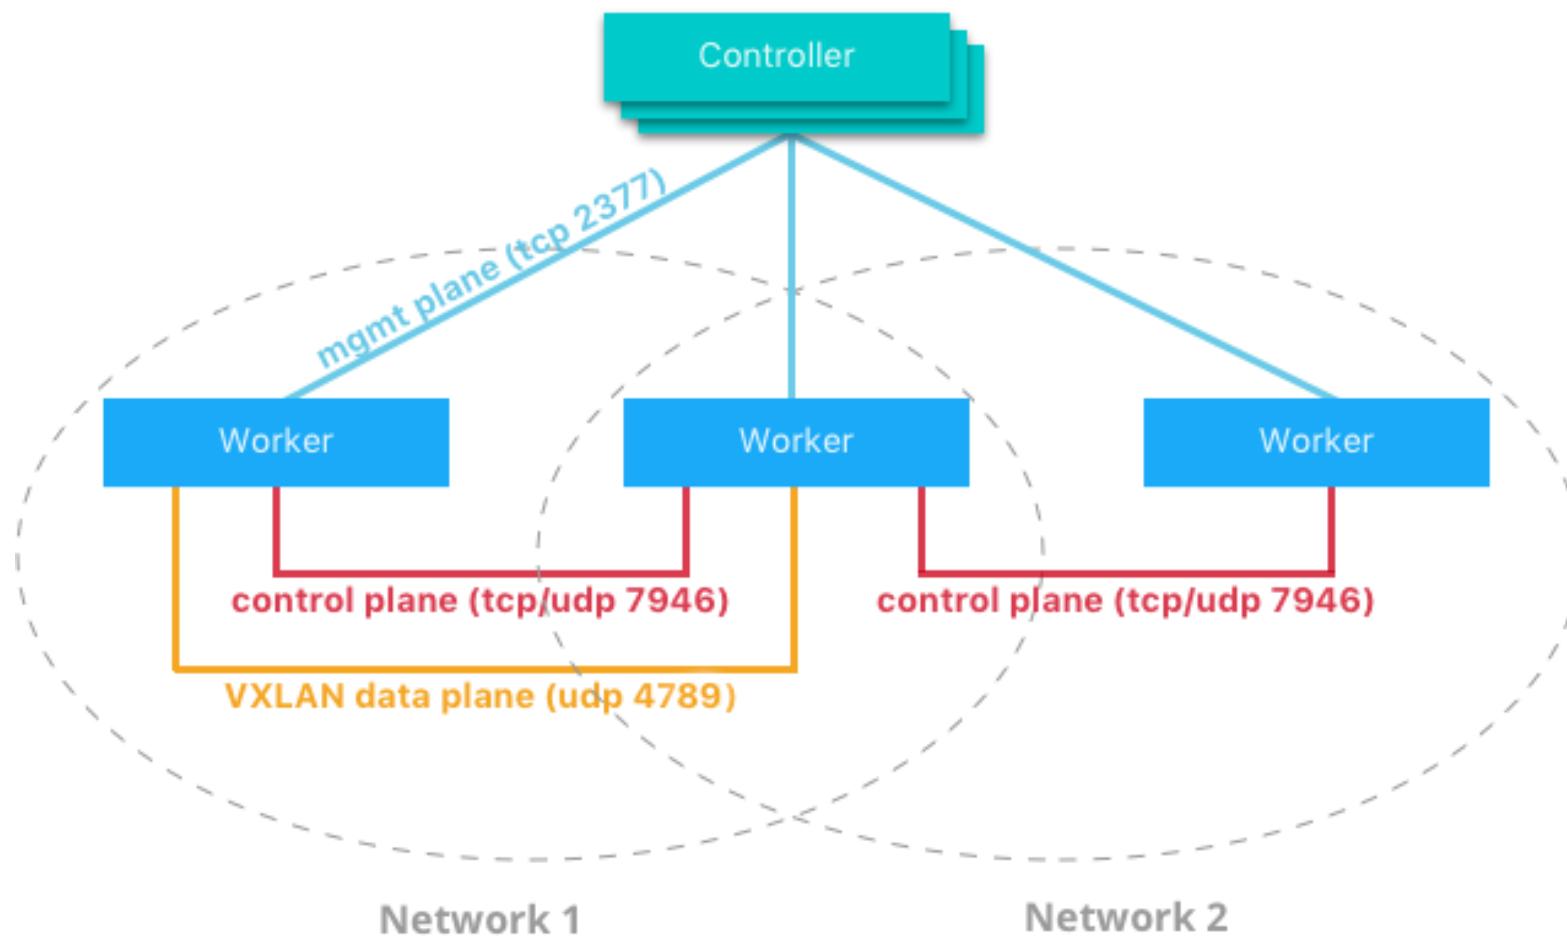 Controller
mgmt plane (tcp 2377)
Worker
Worker
Worker
control plane (tcp/udp 7946)
control plane (tcp/udp 7946)
VXLAN data plane (udp 4789)
Network 1
Network 2